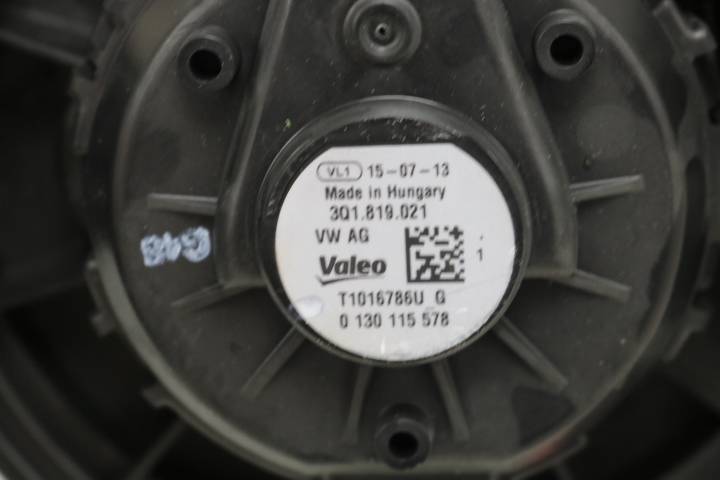 VL1 15-07-13
Made in Hungary
3Q1.819.021
VW AG
1
Valeo
T1016786U G
0 130 115 578